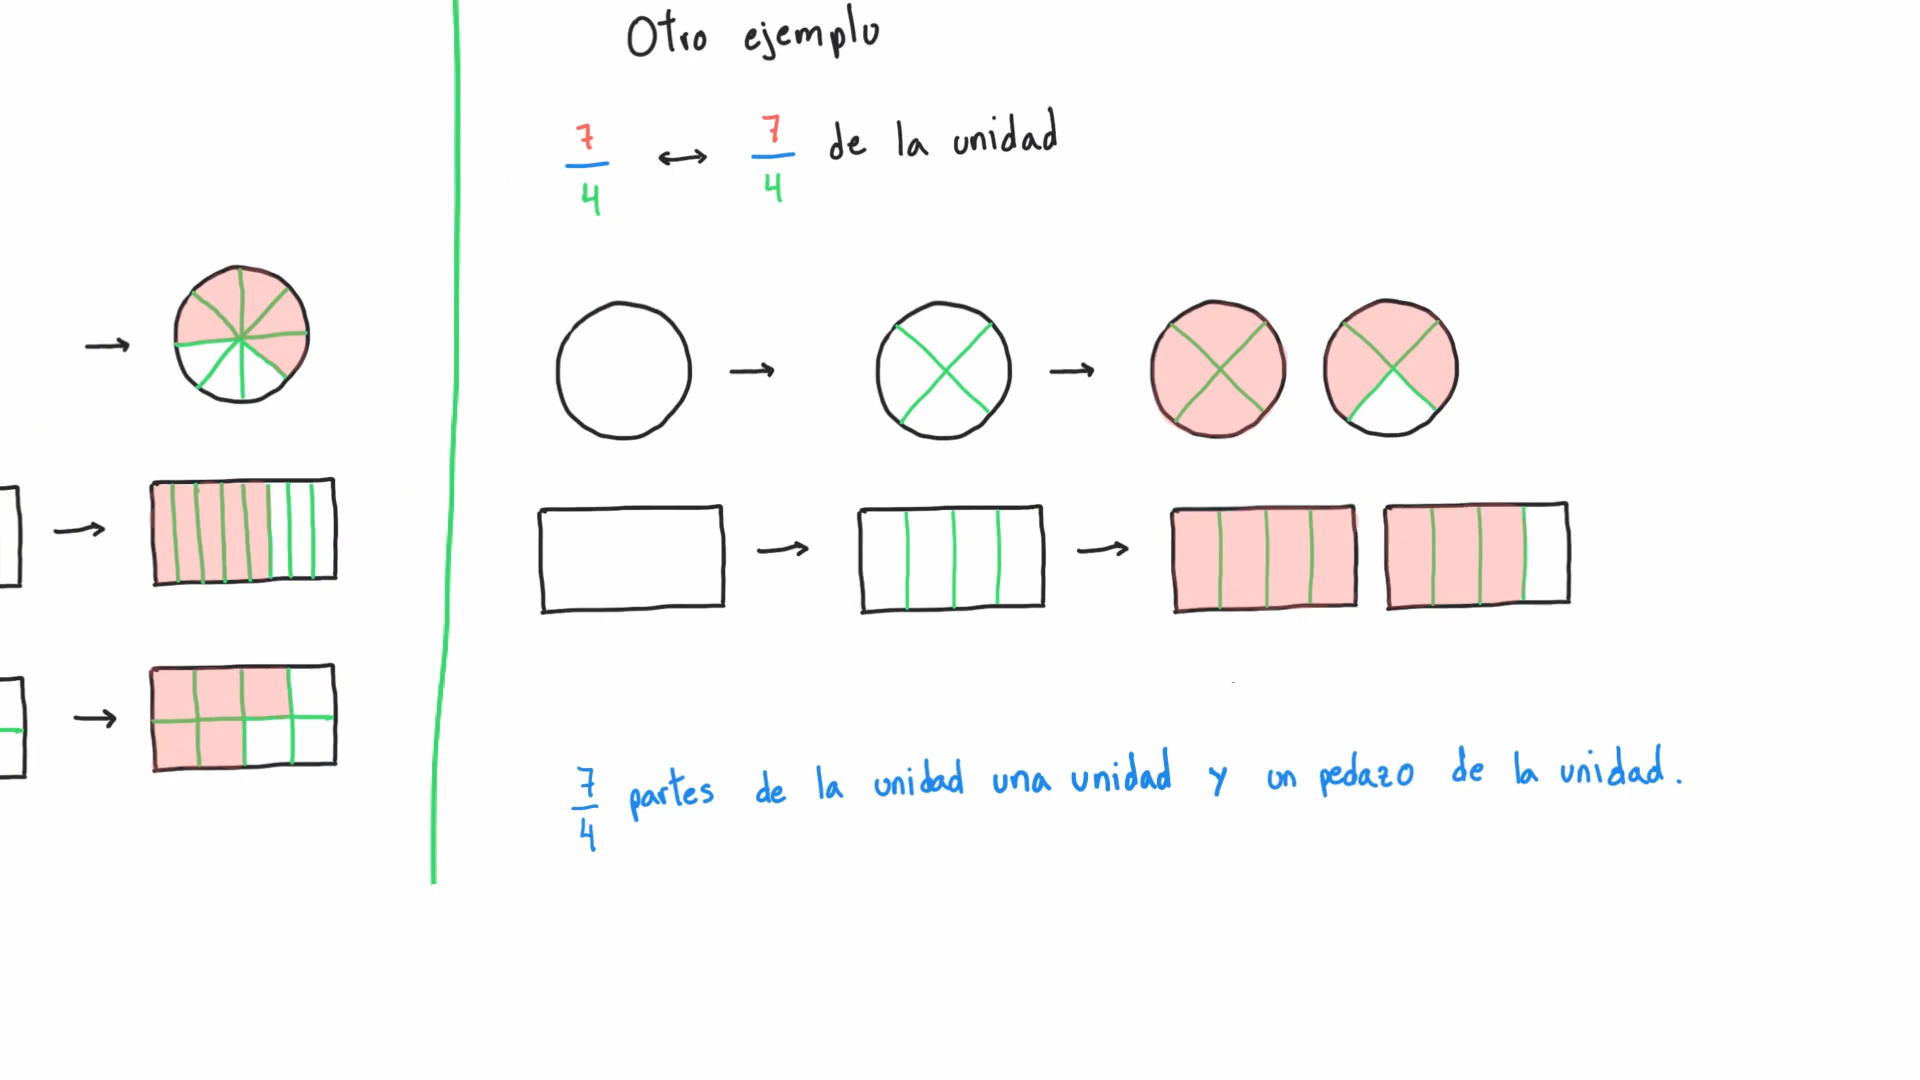 Otro ejemplo
7/4 ↔ 7/4 de la unidad
7/4 partes de la unidad una unidad y un pedazo de la unidad.